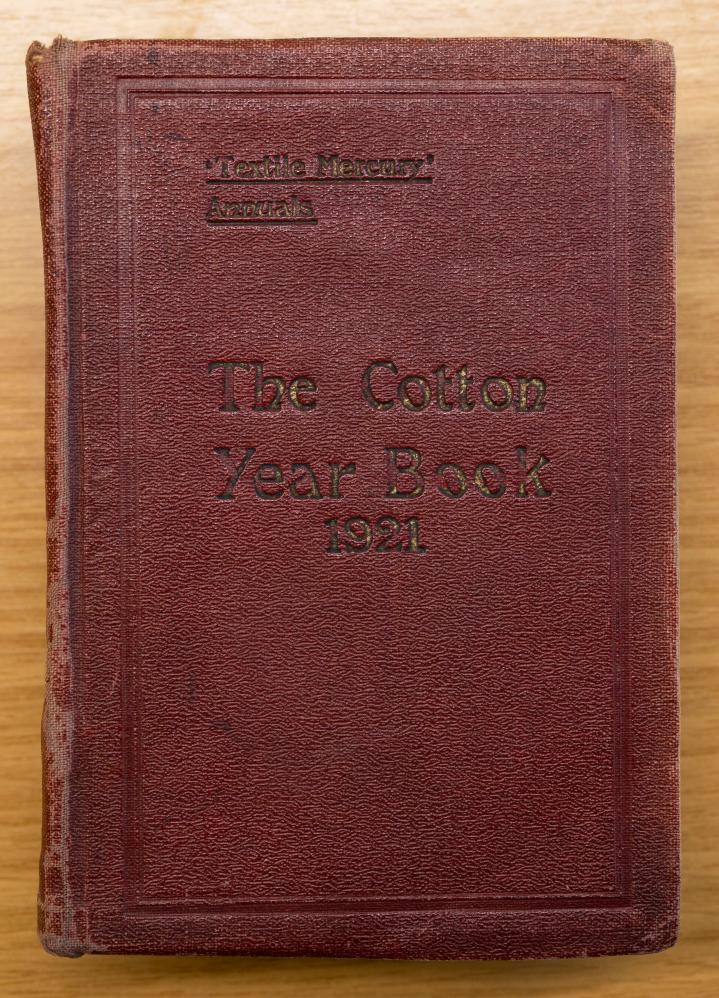 'Textile Mercury'
Annuals
The Cotton
Year Book
1921